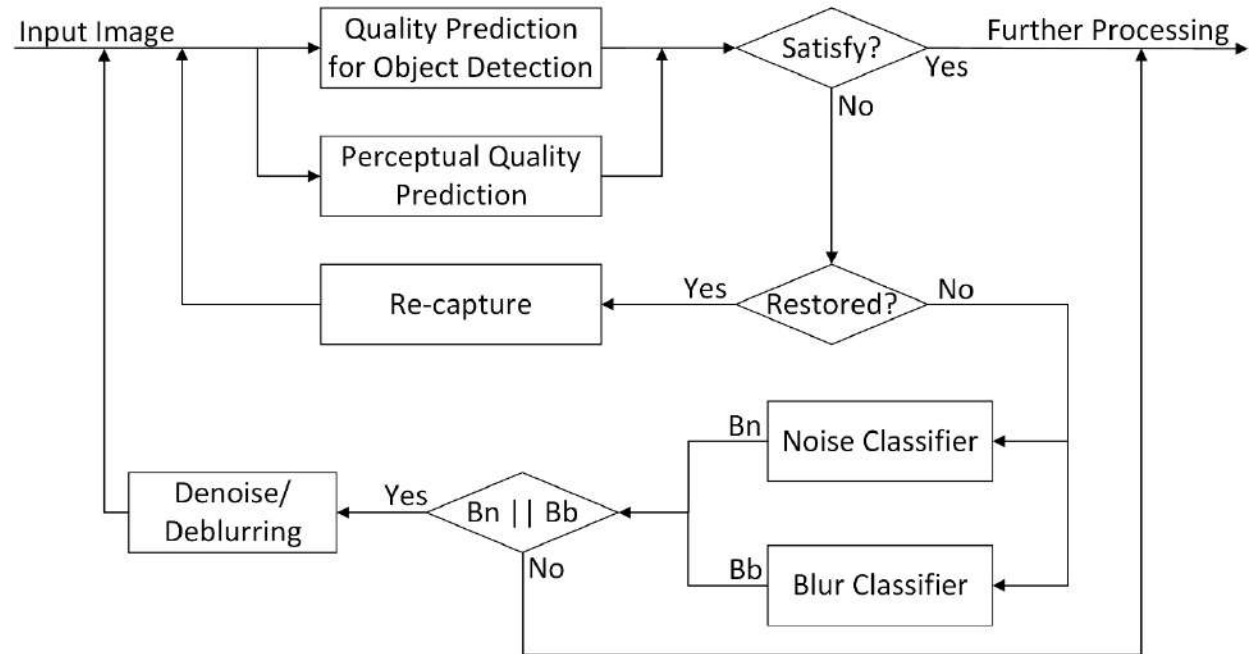 Input Image
Quality Prediction
for Object Detection
Satisfy?
Further Processing
Yes
No
Perceptual Quality
Prediction
Re-capture
Yes
Restored?
No
Bn
Noise Classifier
Denoise/
Deblurring
Yes
Bn || Bb
No
Bb
Blur Classifier